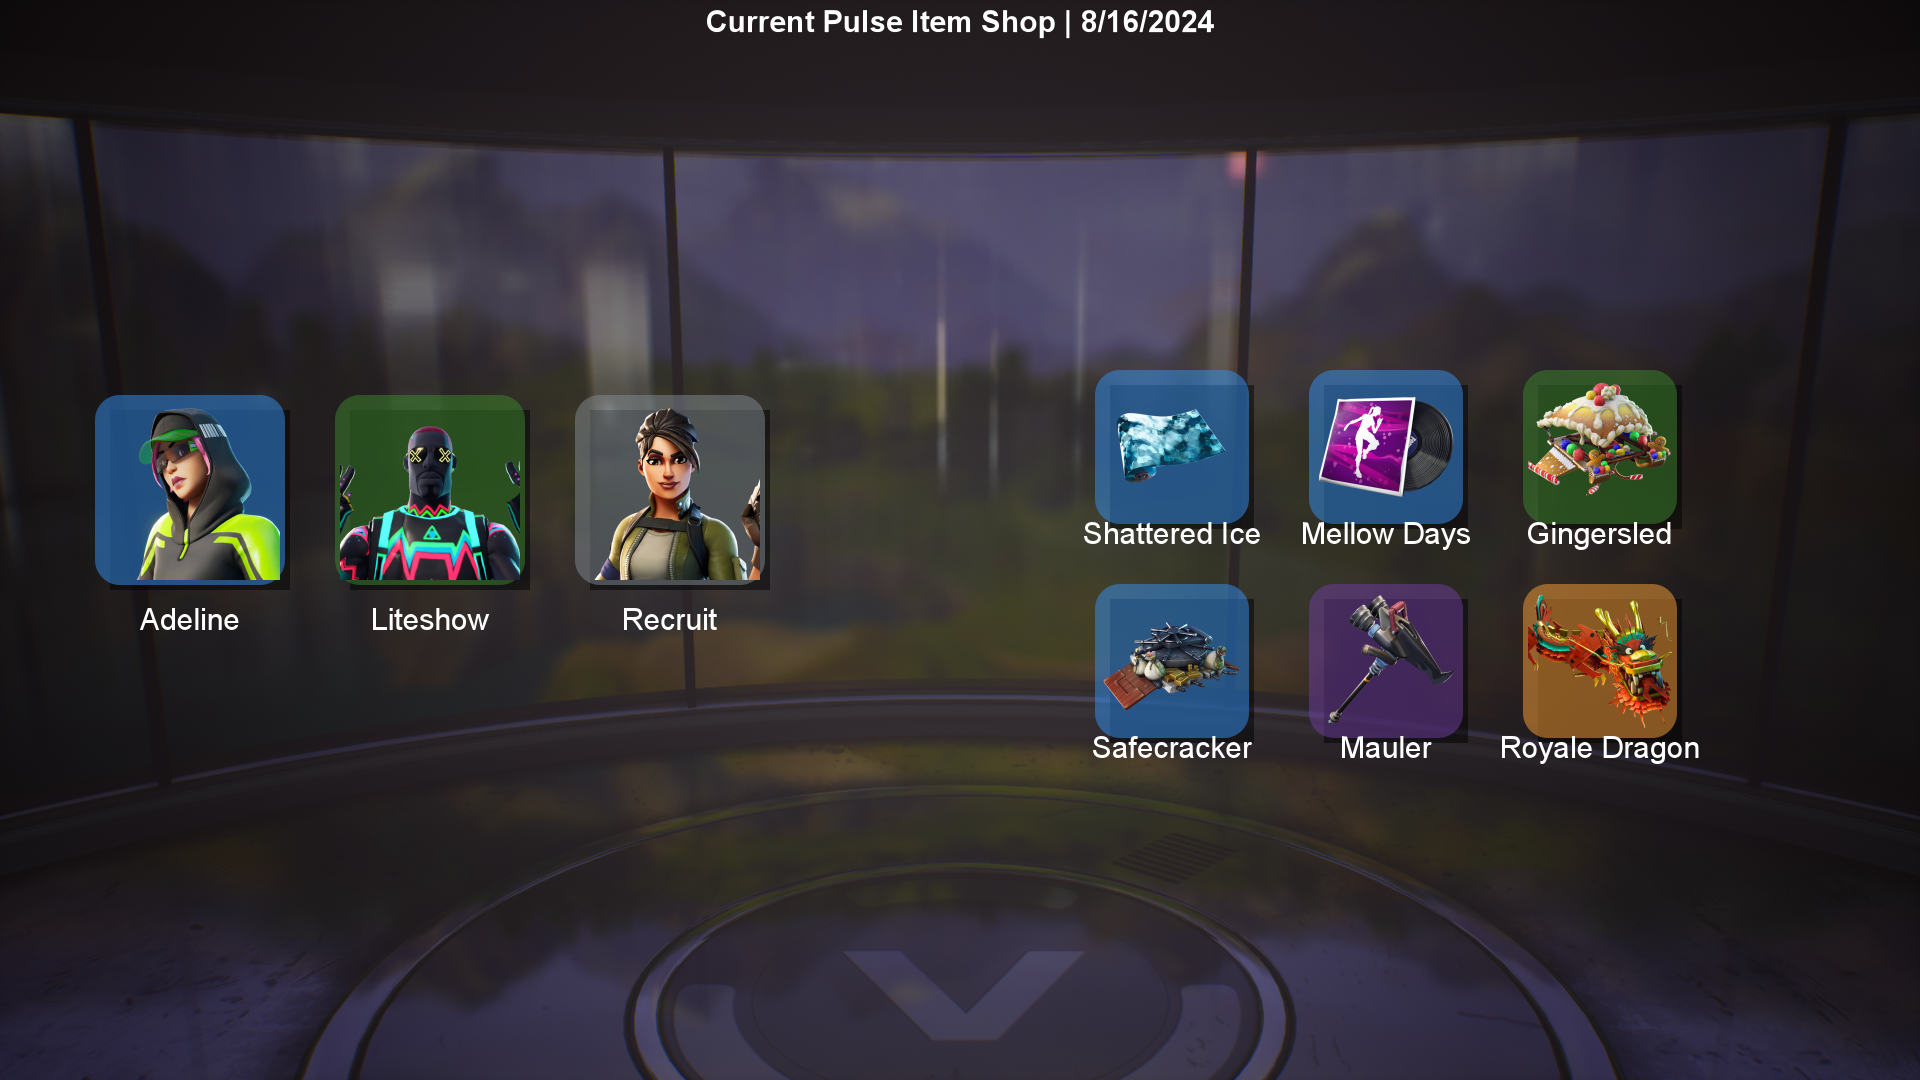 Current Pulse Item Shop | 8/16/2024
Adeline
Liteshow
Recruit
Shattered Ice
Mellow Days
Gingersled
Safecracker
Mauler
Royale Dragon